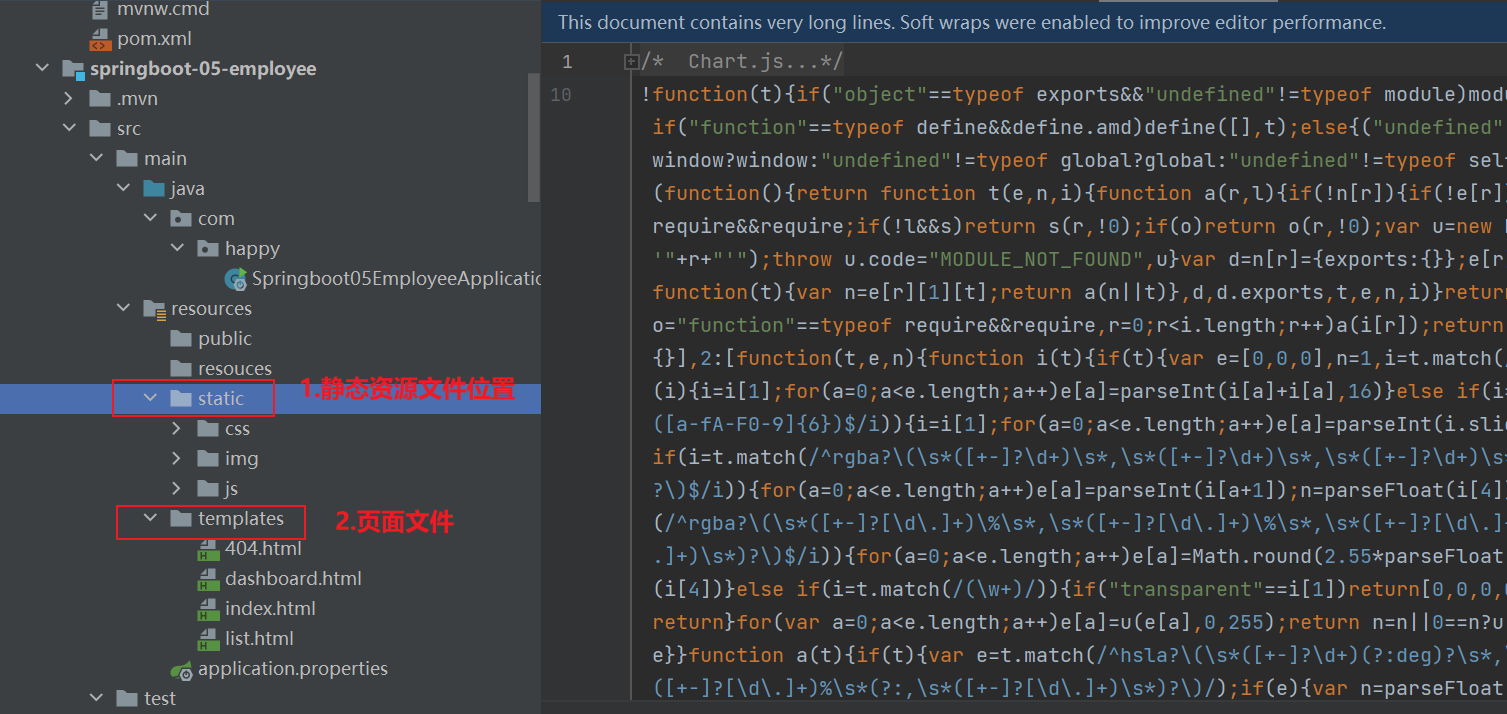 mvnw.cmd
pom.xml
springboot-05-employee
.mvn
src
main
java
com
happy
Springboot05EmployeeApplicatio
resources
public
resouces
static
1.静态资源文件位置
css
img
js
templates
2.页面文件
404.html
dashboard.html
index.html
list.html
application.properties
test
This document contains very long lines. Soft wraps were enabled to improve editor performance.
1 /*  Chart.js...*/
10 !function(t){if("object"==typeof exports&&"undefined"!=typeof module)modu
if("function"==typeof define&&define.amd)define([],t);else{("undefined"
window?window:"undefined"!=typeof global?global:"undefined"!=typeof sel
(function(){return function t(e,n,i){function a(r,l){if(!n[r]){if(!e[r]
require&&require;if(!l&&s)return s(r,!0);if(o)return o(r,!0);var u=new
'"+r+"'");throw u.code="MODULE_NOT_FOUND",u}var d=n[r]={exports:{}};e[r
function(t){var n=e[r][1][t];return a(n||t)},d,d.exports,t,e,n,i)}return
o="function"==typeof require&&require,r=0;r<i.length;r++)a(i[r]);return
{}],2:[function(t,e,n){function i(t){if(t){var e=[0,0,0],n=1,i=t.match(/
(i){i=i[1];for(a=0;a<e.length;a++)e[a]=parseInt(i[a]+i[a],16)}else if(i=
([a-fA-F0-9]{6})$/i)){i=i[1];for(a=0;a<e.length;a++)e[a]=parseInt(i.slic
if(i=t.match(/^rgba?\(\s*([+-]?\d+)\s*,\s*([+-]?\d+)\s*,\s*([+-]?\d+)\s*
?\)$/i)){for(a=0;a<e.length;a++)e[a]=parseInt(i[a+1]);n=parseFloat(i[4]
(/^rgba?\(\s*([+-]?[\d\.]+)\%\s*,\s*([+-]?[\d\.]+)\%\s*,\s*([+-]?[\d\.]+
.]+)\s*)?\)$/i)){for(a=0;a<e.length;a++)e[a]=Math.round(2.55*parseFloat
(i[4])}else if(i=t.match(/(\w+)/)){if("transparent"==i[1])return[0,0,0,0
return}for(var a=0;a<e.length;a++)e[a]=u(e[a],0,255);return n=n||0==n?u
e}}function a(t){if(t){var e=t.match(/^hsla?\(\s*([+-]?\d+)(?:deg)?\s*,\
([+-]?[\d\.]+)%\s*(?:,\s*([+-]?[\d\.]+)\s*)?\)/);if(e){var n=parseFloat